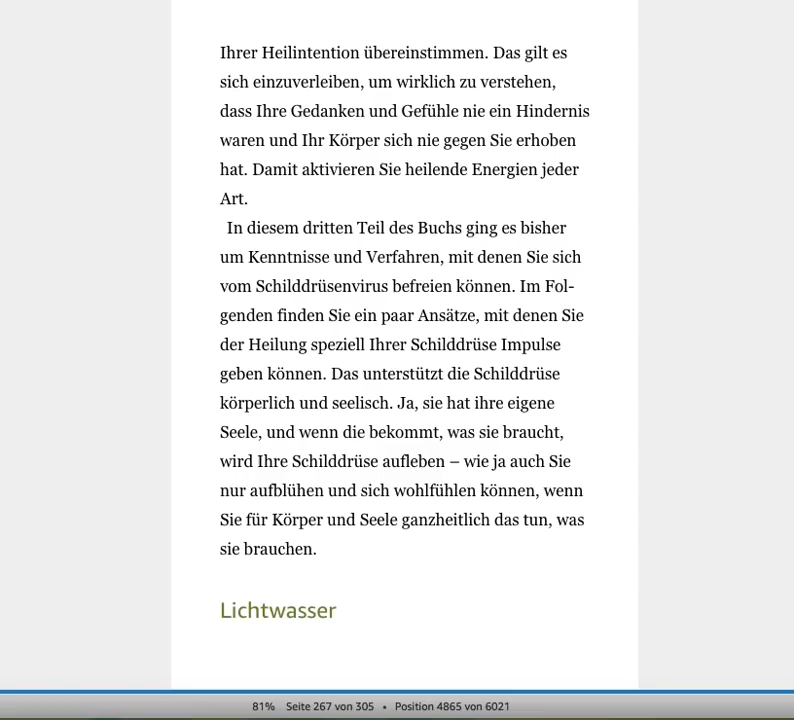 Ihrer Heilintention übereinstimmen. Das gilt es
sich einzuverleiben, um wirklich zu verstehen,
dass Ihre Gedanken und Gefühle nie ein Hindernis
waren und Ihr Körper sich nie gegen Sie erhoben
hat. Damit aktivieren Sie heilende Energien jeder
Art.
In diesem dritten Teil des Buchs ging es bisher
um Kenntnisse und Verfahren, mit denen Sie sich
vom Schilddrüsenvirus befreien können. Im Fol-
genden finden Sie ein paar Ansätze, mit denen Sie
der Heilung speziell Ihrer Schilddrüse Impulse
geben können. Das unterstützt die Schilddrüse
körperlich und seelisch. Ja, sie hat ihre eigene
Seele, und wenn die bekommt, was sie braucht,
wird Ihre Schilddrüse aufleben – wie ja auch Sie
nur aufblühen und sich wohlfühlen können, wenn
Sie für Körper und Seele ganzheitlich das tun, was
sie brauchen.
Lichtwasser
81% Seite 267 von 305 • Position 4865 von 6021